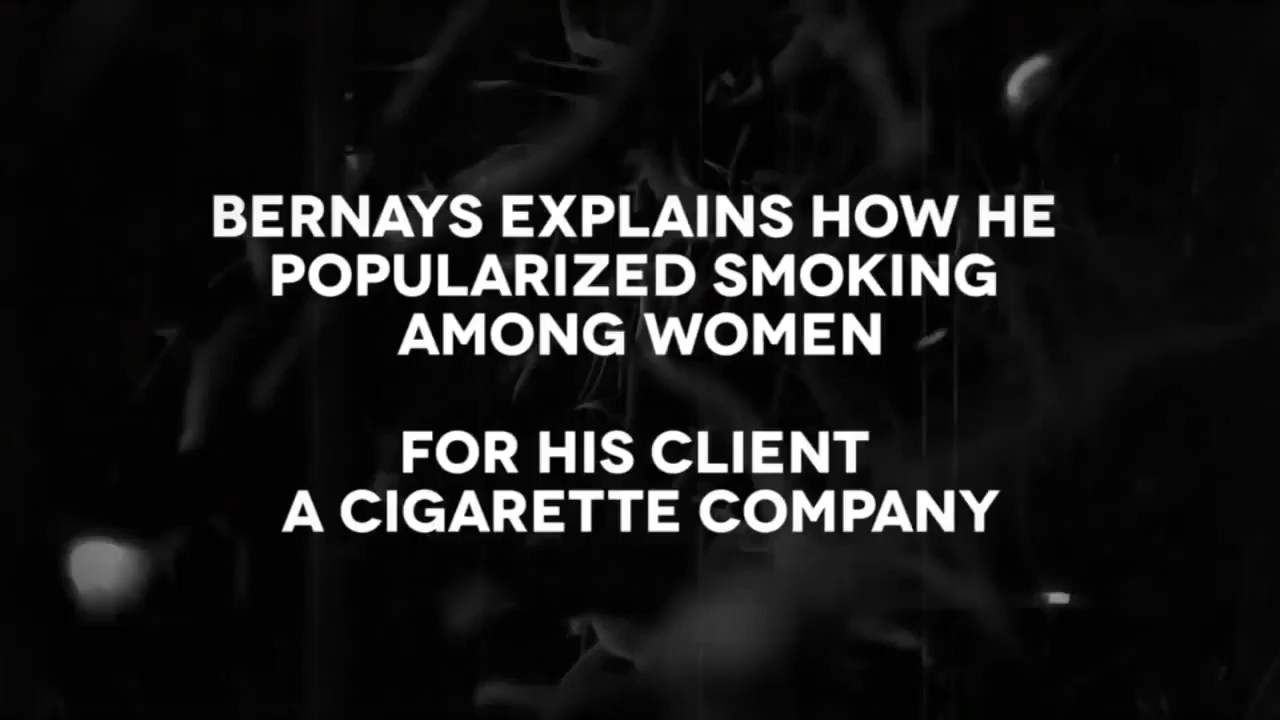 BERNAYS EXPLAINS HOW HE
POPULARIZED SMOKING
AMONG WOMEN
FOR HIS CLIENT
A CIGARETTE COMPANY